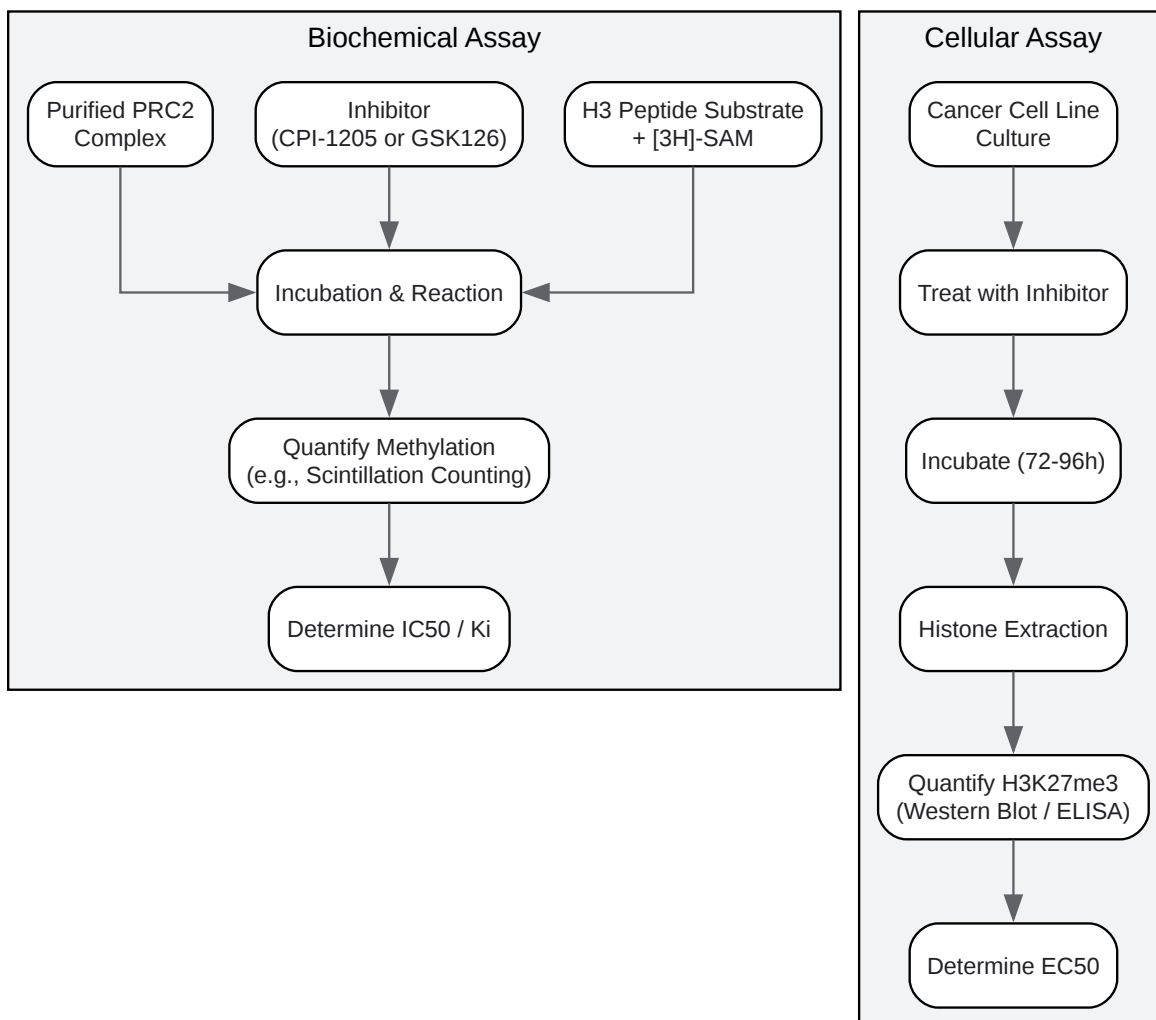 Biochemical Assay
Purified PRC2
Complex
Inhibitor
(CPI-1205 or GSK126)
H3 Peptide Substrate
+ [3H]-SAM
Incubation & Reaction
Quantify Methylation
(e.g., Scintillation Counting)
Determine IC50 / Ki
Cellular Assay
Cancer Cell Line
Culture
Treat with Inhibitor
Incubate (72-96h)
Histone Extraction
Quantify H3K27me3
(Western Blot / ELISA)
Determine EC50